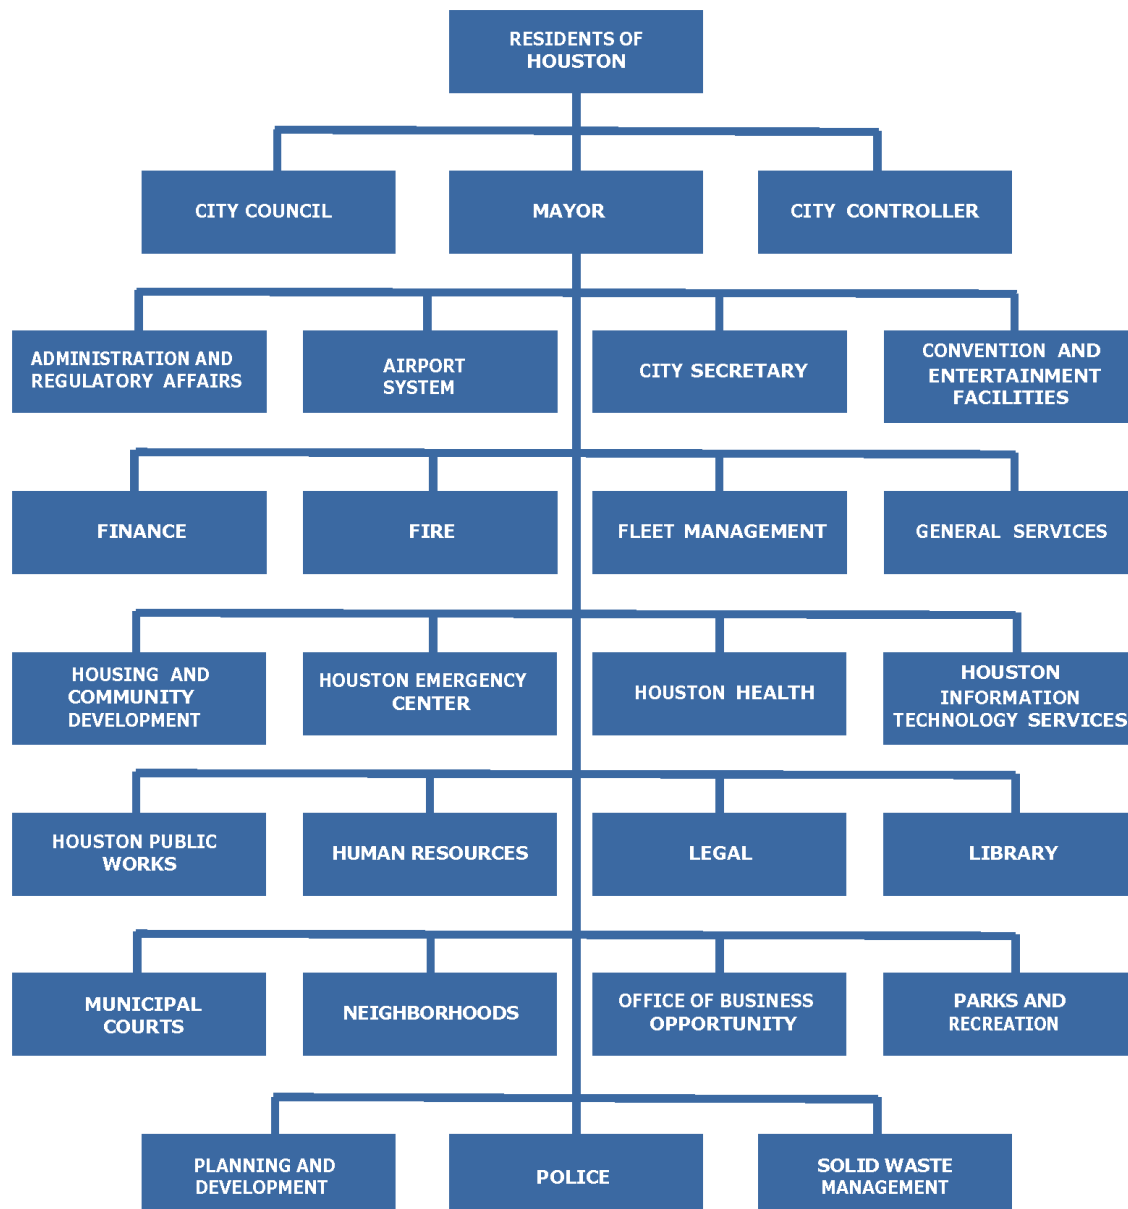 RESIDENTS OF
HOUSTON
CITY COUNCIL
MAYOR
CITY CONTROLLER
ADMINISTRATION AND
REGULATORY AFFAIRS
AIRPORT
SYSTEM
CITY SECRETARY
CONVENTION AND
ENTERTAINMENT
FACILITIES
FINANCE
FIRE
FLEET MANAGEMENT
GENERAL SERVICES
HOUSING AND
COMMUNITY
DEVELOPMENT
HOUSTON EMERGENCY
CENTER
HOUSTON HEALTH
HOUSTON
INFORMATION
TECHNOLOGY SERVICES
HOUSTON PUBLIC
WORKS
HUMAN RESOURCES
LEGAL
LIBRARY
MUNICIPAL
COURTS
NEIGHBORHOODS
OFFICE OF BUSINESS
OPPORTUNITY
PARKS AND
RECREATION
PLANNING AND
DEVELOPMENT
POLICE
SOLID WASTE
MANAGEMENT